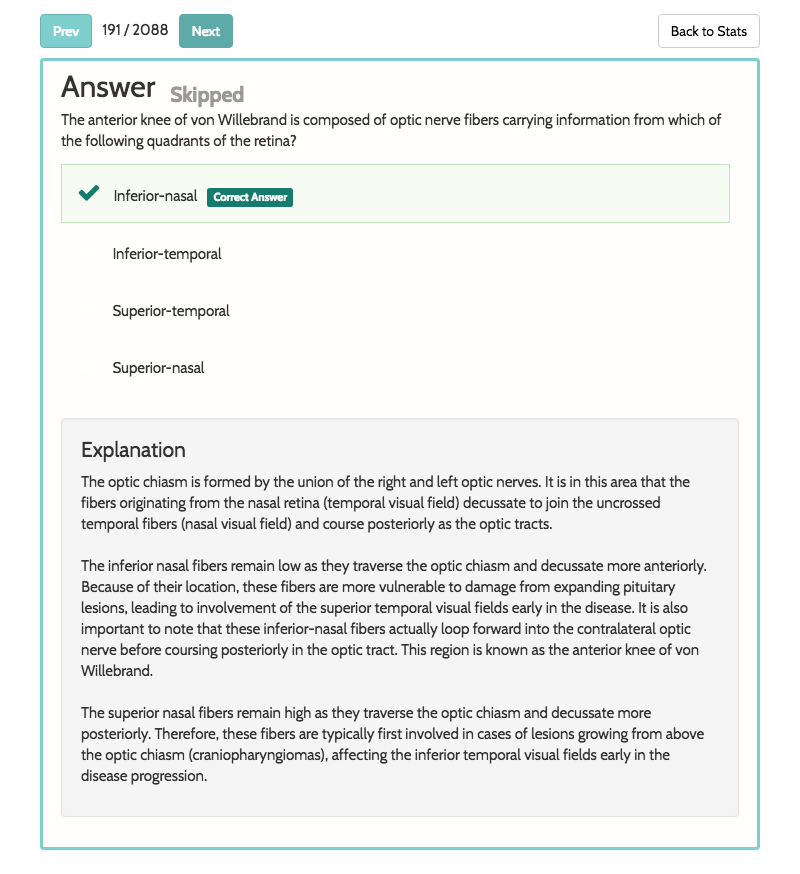 Prev 191 / 2088 Next Back to Stats
Answer Skipped
The anterior knee of von Willebrand is composed of optic nerve fibers carrying information from which of
the following quadrants of the retina?
Inferior-nasal Correct Answer
Inferior-temporal
Superior-temporal
Superior-nasal
Explanation
The optic chiasm is formed by the union of the right and left optic nerves. It is in this area that the
fibers originating from the nasal retina (temporal visual field) decussate to join the uncrossed
temporal fibers (nasal visual field) and course posteriorly as the optic tracts.
The inferior nasal fibers remain low as they traverse the optic chiasm and decussate more anteriorly.
Because of their location, these fibers are more vulnerable to damage from expanding pituitary
lesions, leading to involvement of the superior temporal visual fields early in the disease. It is also
important to note that these inferior-nasal fibers actually loop forward into the contralateral optic
nerve before coursing posteriorly in the optic tract. This region is known as the anterior knee of von
Willebrand.
The superior nasal fibers remain high as they traverse the optic chiasm and decussate more
posteriorly. Therefore, these fibers are typically first involved in cases of lesions growing from above
the optic chiasm (craniopharyngiomas), affecting the inferior temporal visual fields early in the
disease progression.